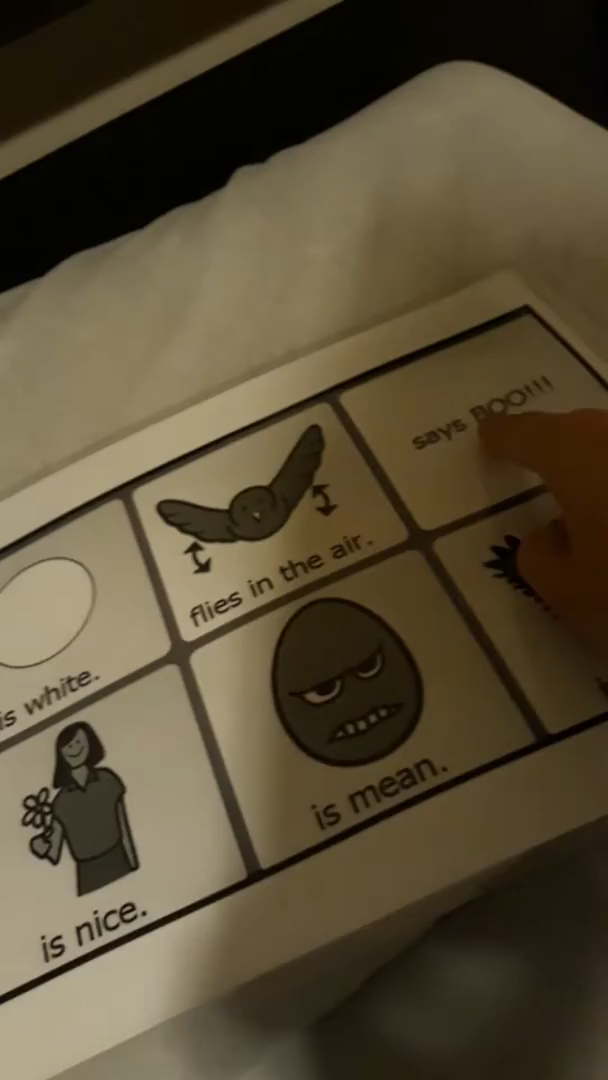 is white.
flies in the air.
says BOO!!!
is nice.
is mean.